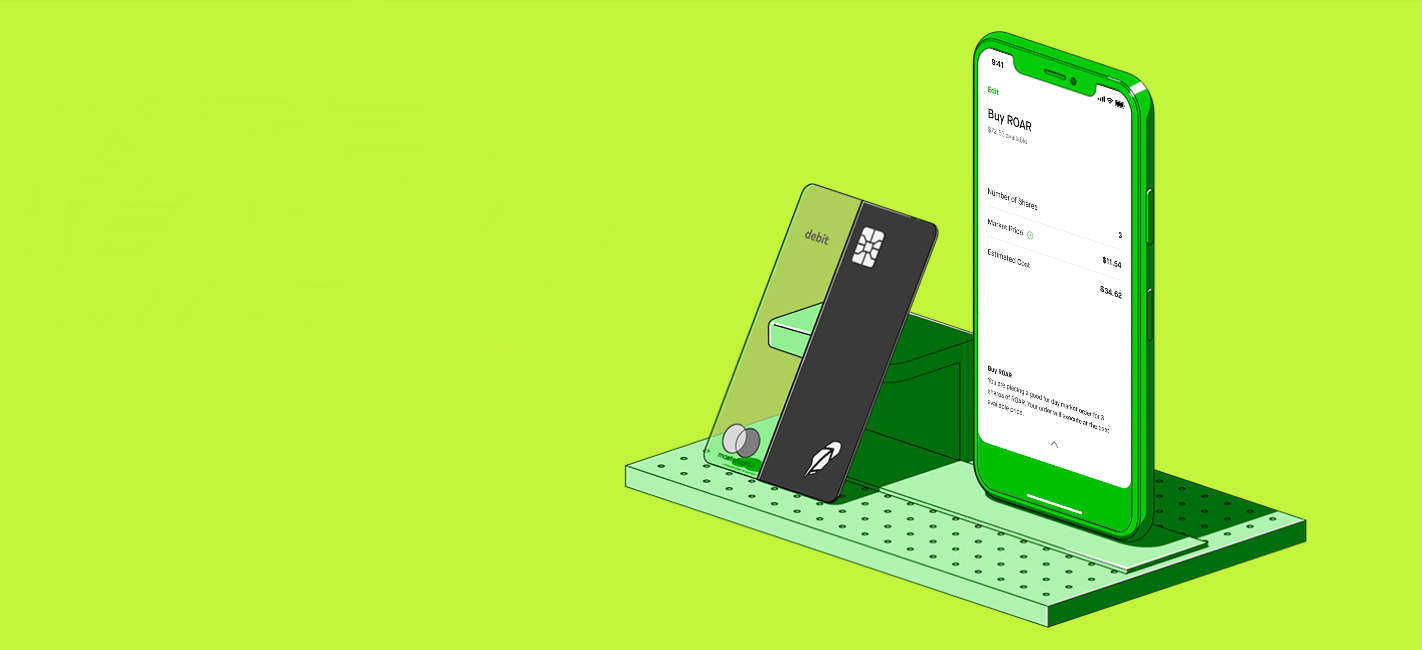 debit
9:41
Edit
Buy ROAR
$72.53 available
Number of Shares
3
Market Price
$11.54
Estimated Cost
$34.62
Buy ROAR
You are placing a good for day market order for 3
shares of ROAR. Your order will execute at the best
available price.